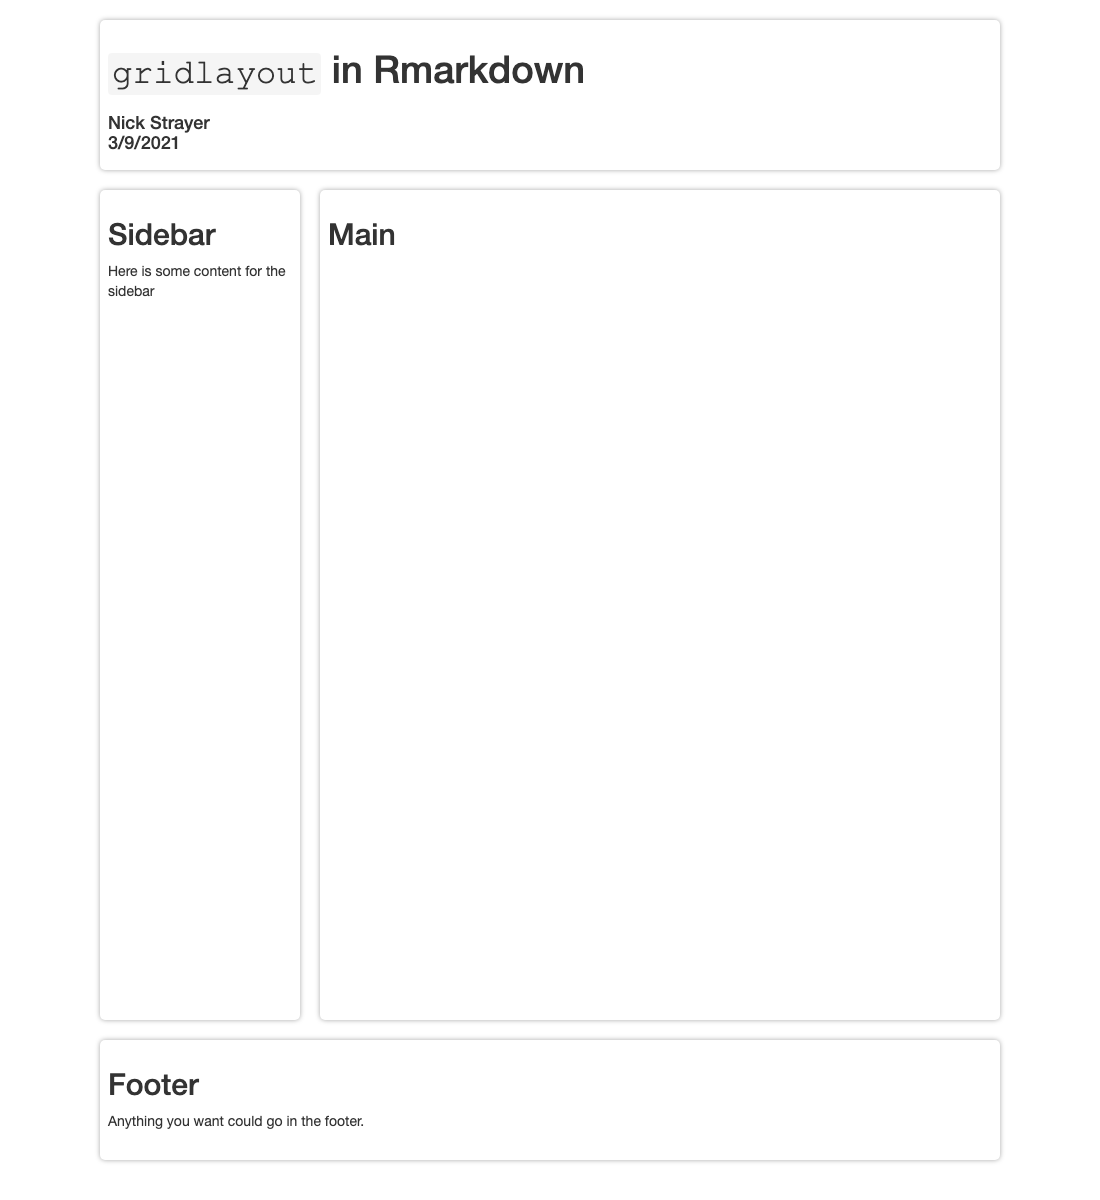 gridlayout in Rmarkdown
Nick Strayer
3/9/2021
Sidebar
Here is some content for the
sidebar
Main
Footer
Anything you want could go in the footer.